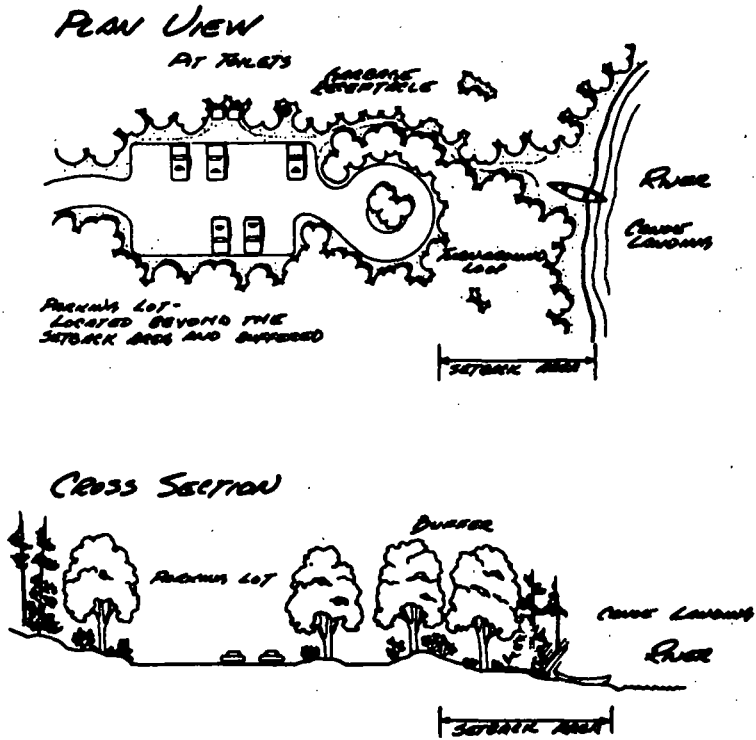 PLAN VIEW
PIT TOILETS
GARBAGE
RECEPTACLE
RIVER
CANOE
LANDING
TURNAROUND
LOOP
PARKING LOT-
LOCATED BEYOND THE
SETBACK AREA AND BUFFERED
SETBACK AREA
CROSS SECTION
BUFFER
PARKING LOT
CANOE LANDING
RIVER
SETBACK AREA